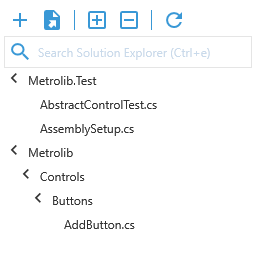 Search Solution Explorer (Ctrl+e)
Metrolib.Test
AbstractControlTest.cs
AssemblySetup.cs
Metrolib
Controls
Buttons
AddButton.cs